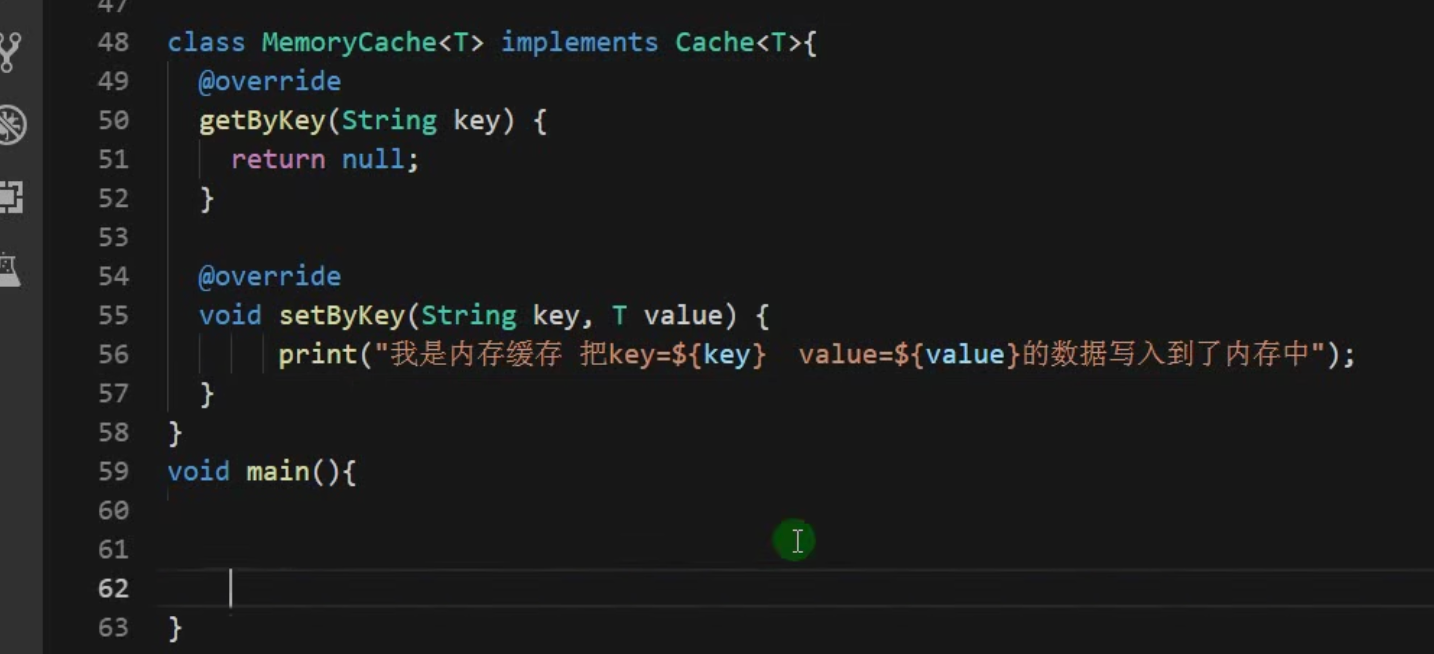 47
48 class MemoryCache<T> implements Cache<T>{
49 @override
50 getByKey(String key) {
51 return null;
52 }
53
54 @override
55 void setByKey(String key, T value) {
56 print("我是内存缓存 把key=${key}  value=${value}的数据写入到了内存中");
57 }
58 }
59 void main(){
60
61
62
63 }